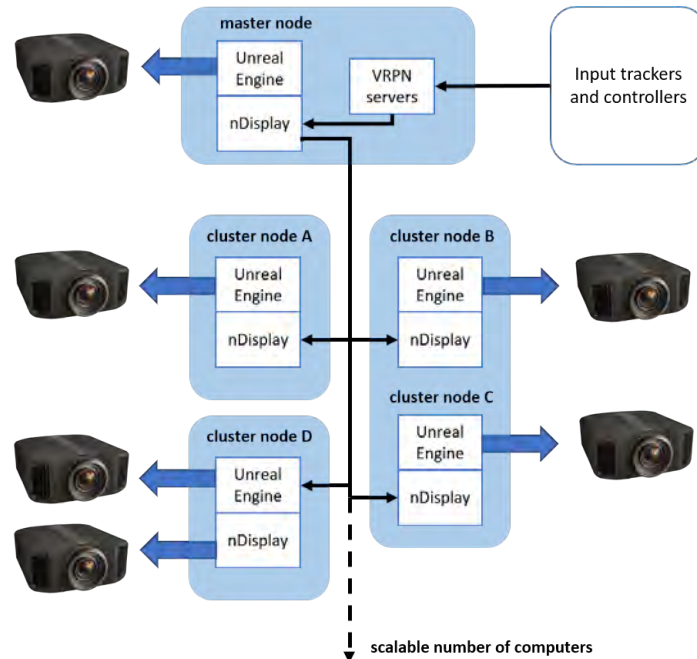 master node
Unreal
Engine
nDisplay
VRPN
servers
Input trackers
and controllers
cluster node A
Unreal
Engine
nDisplay
cluster node B
Unreal
Engine
nDisplay
cluster node C
Unreal
Engine
nDisplay
cluster node D
Unreal
Engine
nDisplay
scalable number of computers